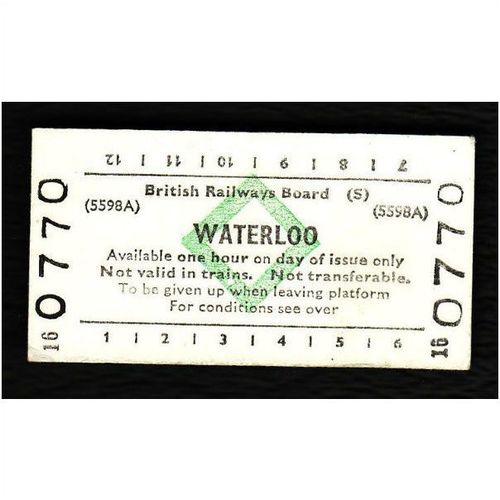 12 | 11 | 10 | 9 | 8 | 7
British Railways Board (S)
(5598A) (5598A)
WATERLOO
Available one hour on day of issue only
Not valid in trains. Not transferable.
To be given up when leaving platform
For conditions see over
1 | 2 | 3 | 4 | 5 | 6
16 0770
16 0770